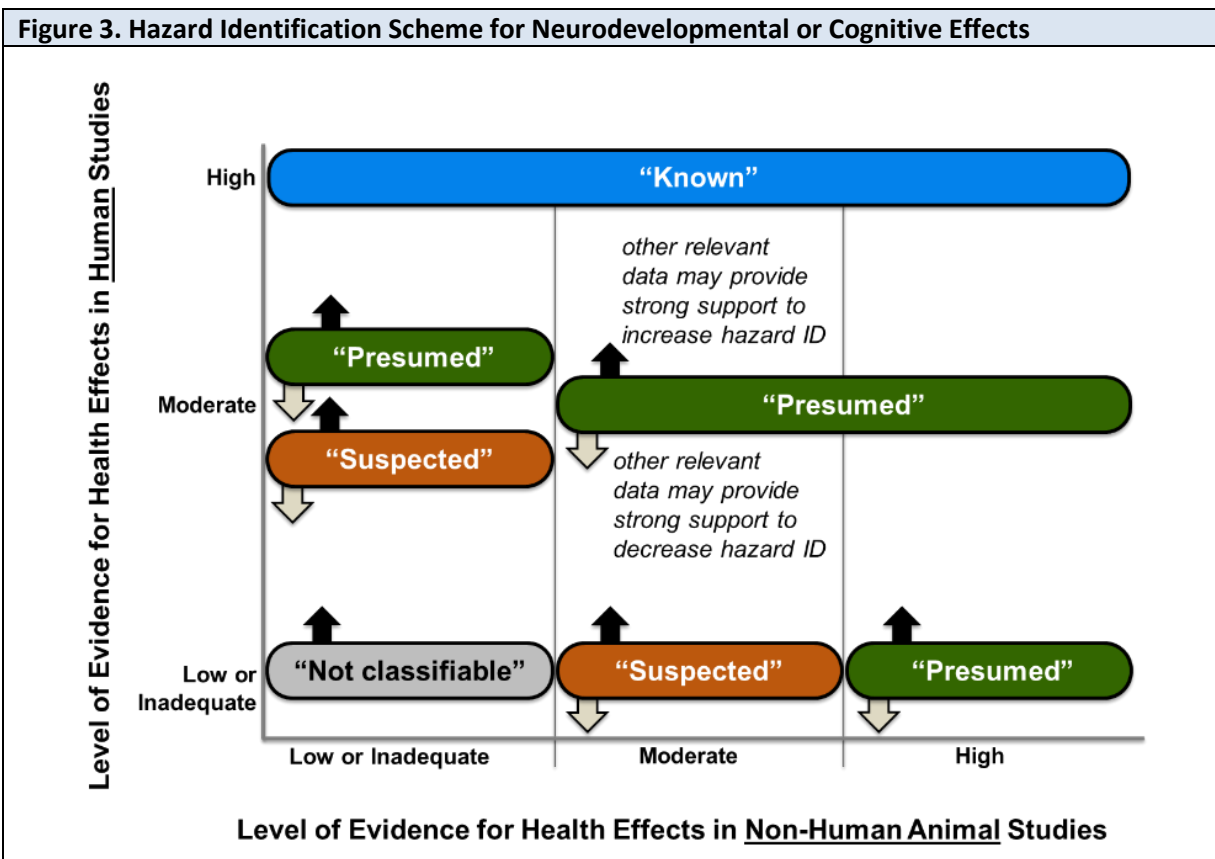 Figure 3. Hazard Identification Scheme for Neurodevelopmental or Cognitive Effects
Level of Evidence for Health Effects in Human Studies
High
“Known”
other relevant
data may provide
strong support to
increase hazard ID
“Presumed”
Moderate
“Presumed”
“Suspected”
other relevant
data may provide
strong support to
decrease hazard ID
Low or
Inadequate
“Not classifiable”
“Suspected”
“Presumed”
Low or Inadequate
Moderate
High
Level of Evidence for Health Effects in Non-Human Animal Studies